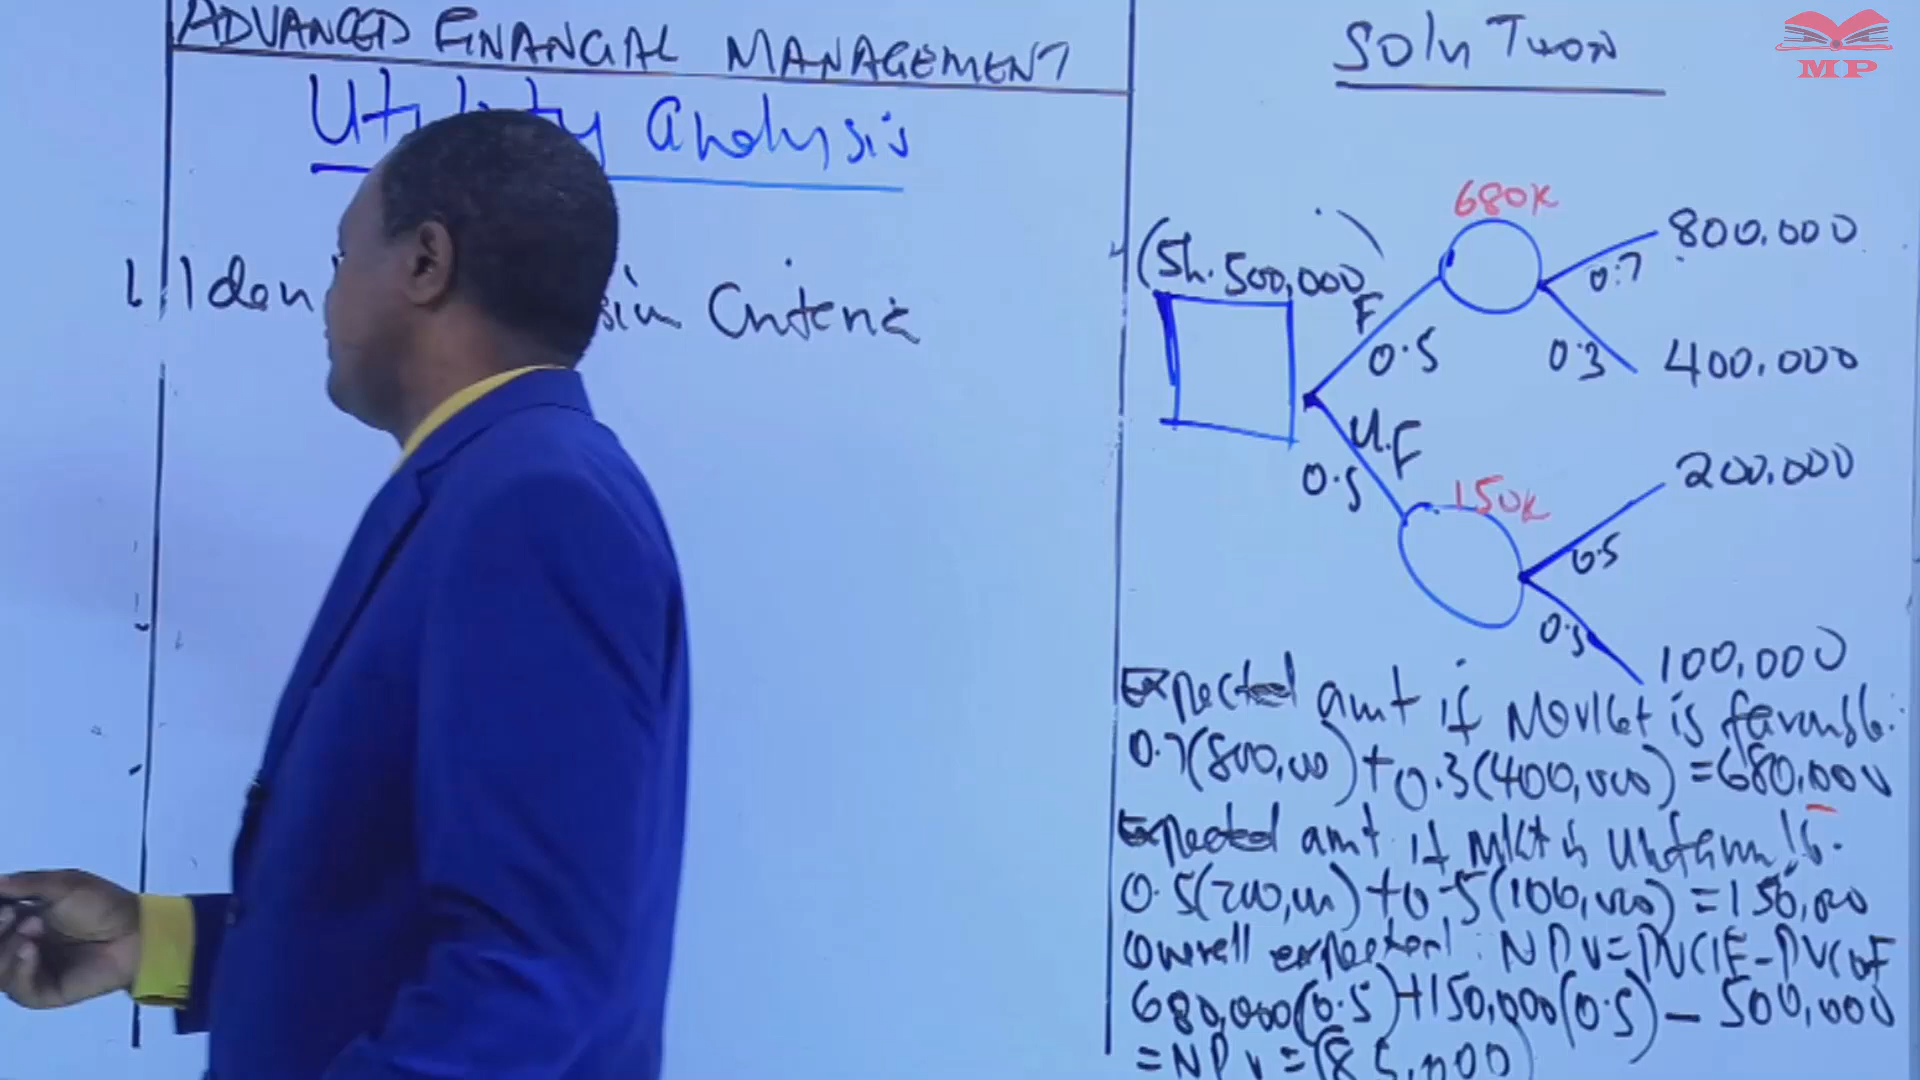 ADVANCED FINANCIAL MANAGEMENT
Utility analysis
1. Iden sion Criteria
Solution
MP
680K
(Sh. 500,000)
F
0.5
0.7
800.000
0.3
400.000
U.F
0.5
150K
200.000
0.5
0.5
100,000
Expected amt if Market is favourable.
0.7(800,000)+0.3(400,000)=680,000
Expected amt if mkt is
0.5(200,000)+0.5(100,000)=150,000
Overall expected: NPV=PVCIF-PVCOF
680,000(0.5)+150,000(0.5)-500,000
=NPV=(85,000)